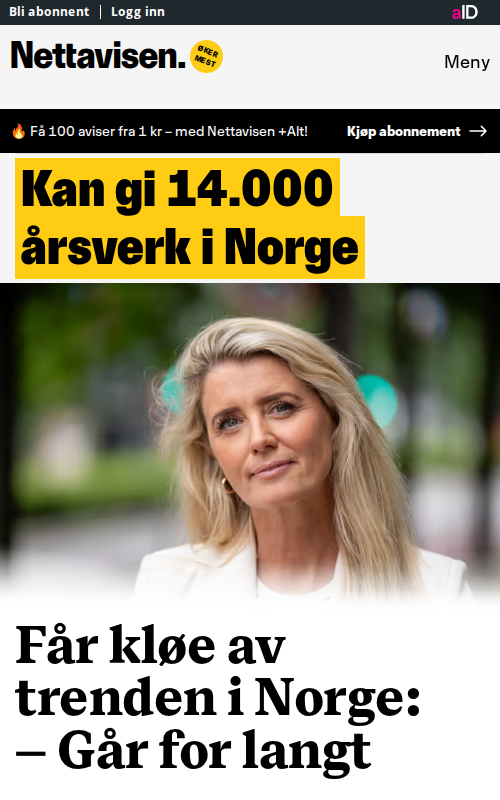 Bli abonnent | Logg inn
aID
Nettavisen.
ØKER
MEST
Meny
🔥 Få 100 aviser fra 1 kr – med Nettavisen +Alt!
Kjøp abonnement →
Kan gi 14.000
årsverk i Norge
Får kløe av
trenden i Norge:
– Går for langt